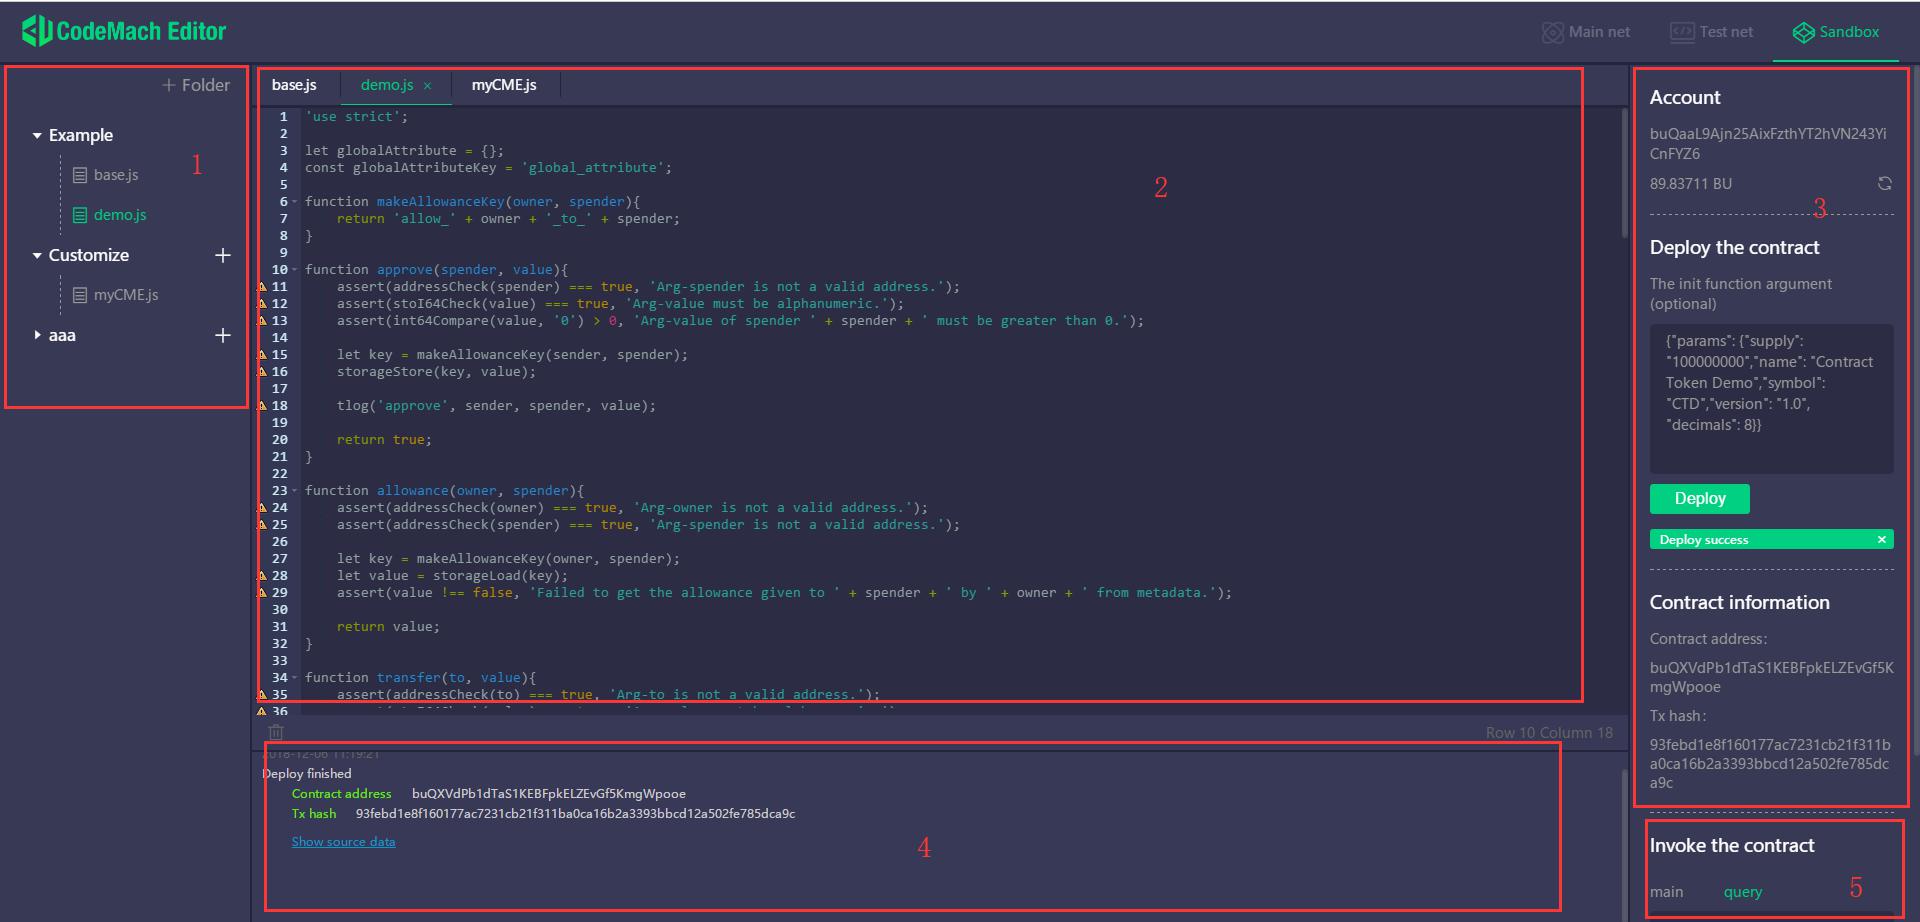 CodeMach Editor
Main net
Test net
Sandbox
+ Folder
Example
base.js
demo.js
Customize +
myCME.js
aaa +
1
base.js demo.js × myCME.js
1 'use strict';
2
3 let globalAttribute = {};
4 const globalAttributeKey = 'global_attribute';
5
6 function makeAllowanceKey(owner, spender){
7 return 'allow_' + owner + '_to_' + spender;
8 }
9
10 function approve(spender, value){
11 assert(addressCheck(spender) === true, 'Arg-spender is not a valid address.');
12 assert(stoI64Check(value) === true, 'Arg-value must be alphanumeric.');
13 assert(int64Compare(value, '0') > 0, 'Arg-value of spender ' + spender + ' must be greater than 0.');
14
15 let key = makeAllowanceKey(sender, spender);
16 storageStore(key, value);
17
18 tlog('approve', sender, spender, value);
19
20 return true;
21 }
22
23 function allowance(owner, spender){
24 assert(addressCheck(owner) === true, 'Arg-owner is not a valid address.');
25 assert(addressCheck(spender) === true, 'Arg-spender is not a valid address.');
26
27 let key = makeAllowanceKey(owner, spender);
28 let value = storageLoad(key);
29 assert(value !== false, 'Failed to get the allowance given to ' + spender + ' by ' + owner + ' from metadata.');
30
31 return value;
32 }
33
34 function transfer(to, value){
35 assert(addressCheck(to) === true, 'Arg-to is not a valid address.');
36
2
Row 10 Column 18
2018-12-06 11:19:21
Deploy finished
Contract address buQXVdPb1dTaS1KEBFpkELZEvGf5KmgWpooe
Tx hash 93febd1e8f160177ac7231cb21f311ba0ca16b2a3393bbcd12a502fe785dca9c
Show source data
4
Account
buQaaL9Ajn25AixFzthYT2hVN243Yi
CnFYZ6
89.83711 BU
3
Deploy the contract
The init function argument
(optional)
{"params": {"supply":
"100000000","name": "Contract
Token Demo","symbol":
"CTD","version": "1.0",
"decimals": 8}}
Deploy
Deploy success ×
Contract information
Contract address:
buQXVdPb1dTaS1KEBFpkELZEvGf5K
mgWpooe
Tx hash:
93febd1e8f160177ac7231cb21f311b
a0ca16b2a3393bbcd12a502fe785dc
a9c
Invoke the contract
main query
5